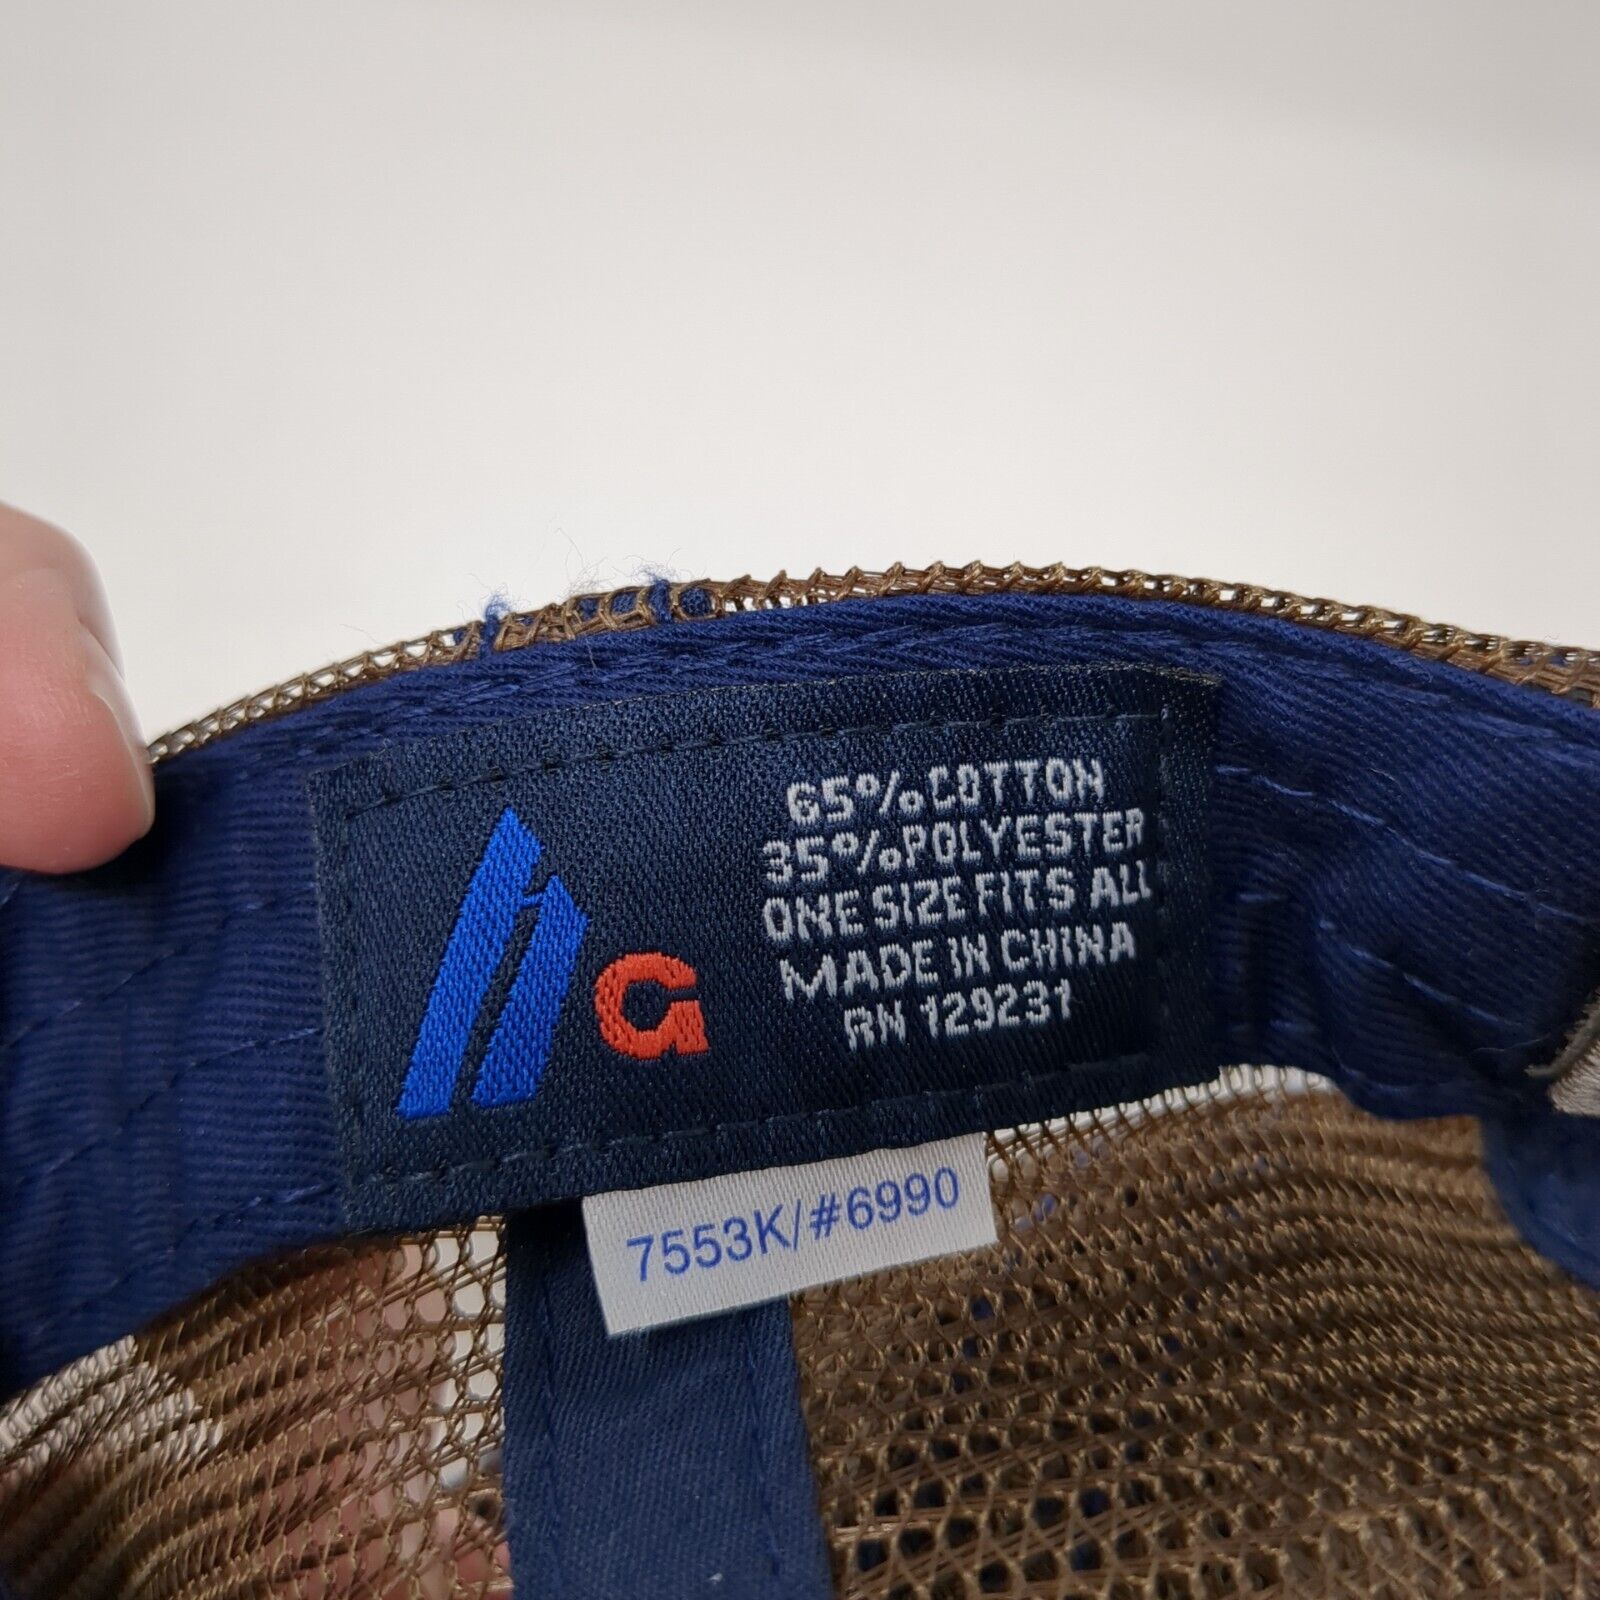 G
65% COTTON
35% POLYESTER
ONE SIZE FITS ALL
MADE IN CHINA
RN 129231
7553K/#6990